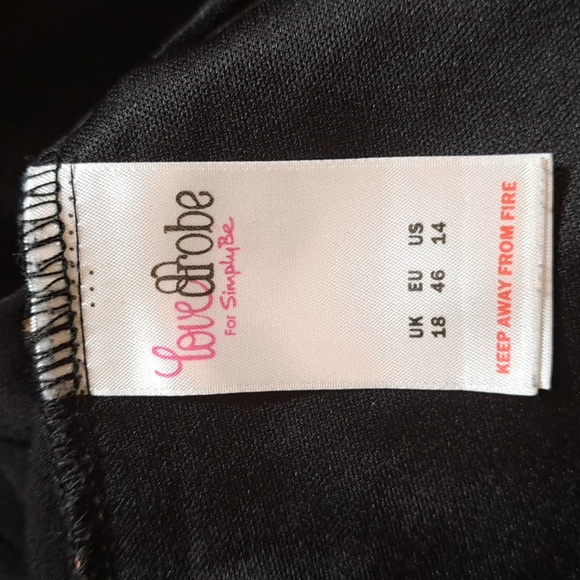 Lovedrobe
For SimplyBe
UK EU US
18 46 14
KEEP AWAY FROM FIRE